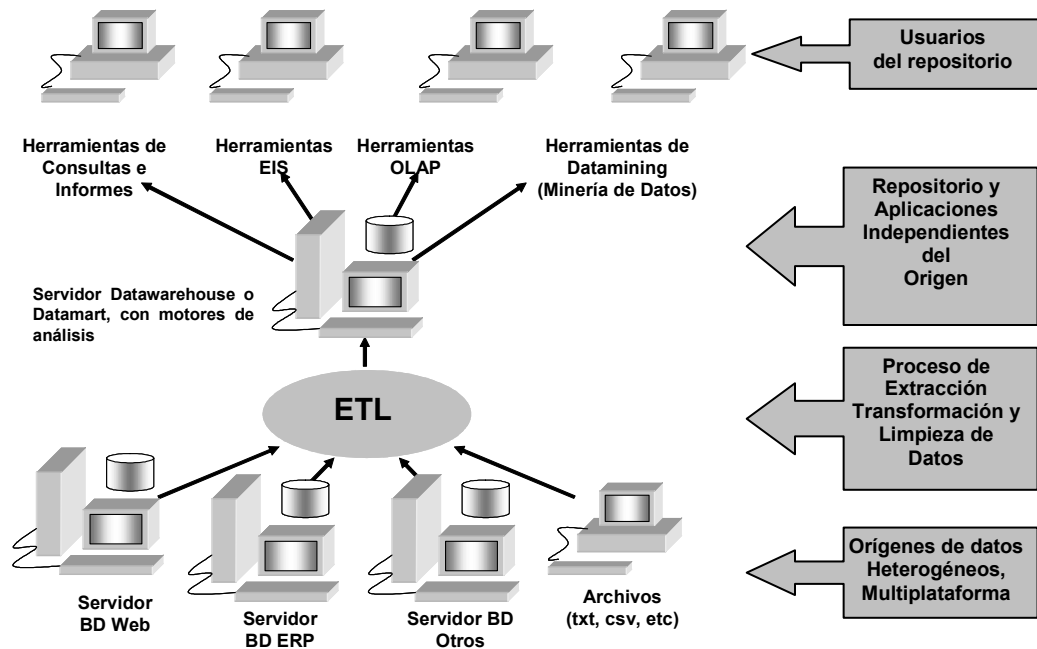 Usuarios
del repositorio
Herramientas de
Consultas e
Informes
Herramientas
EIS
Herramientas
OLAP
Herramientas de
Datamining
(Minería de Datos)
Repositorio y
Aplicaciones
Independientes
del
Origen
Servidor Datawarehouse o
Datamart, con motores de
análisis
Proceso de
Extracción
Transformación y
Limpieza de
Datos
ETL
Orígenes de datos
Heterogéneos,
Multiplataforma
Servidor
BD Web
Servidor
BD ERP
Servidor BD
Otros
Archivos
(txt, csv, etc)